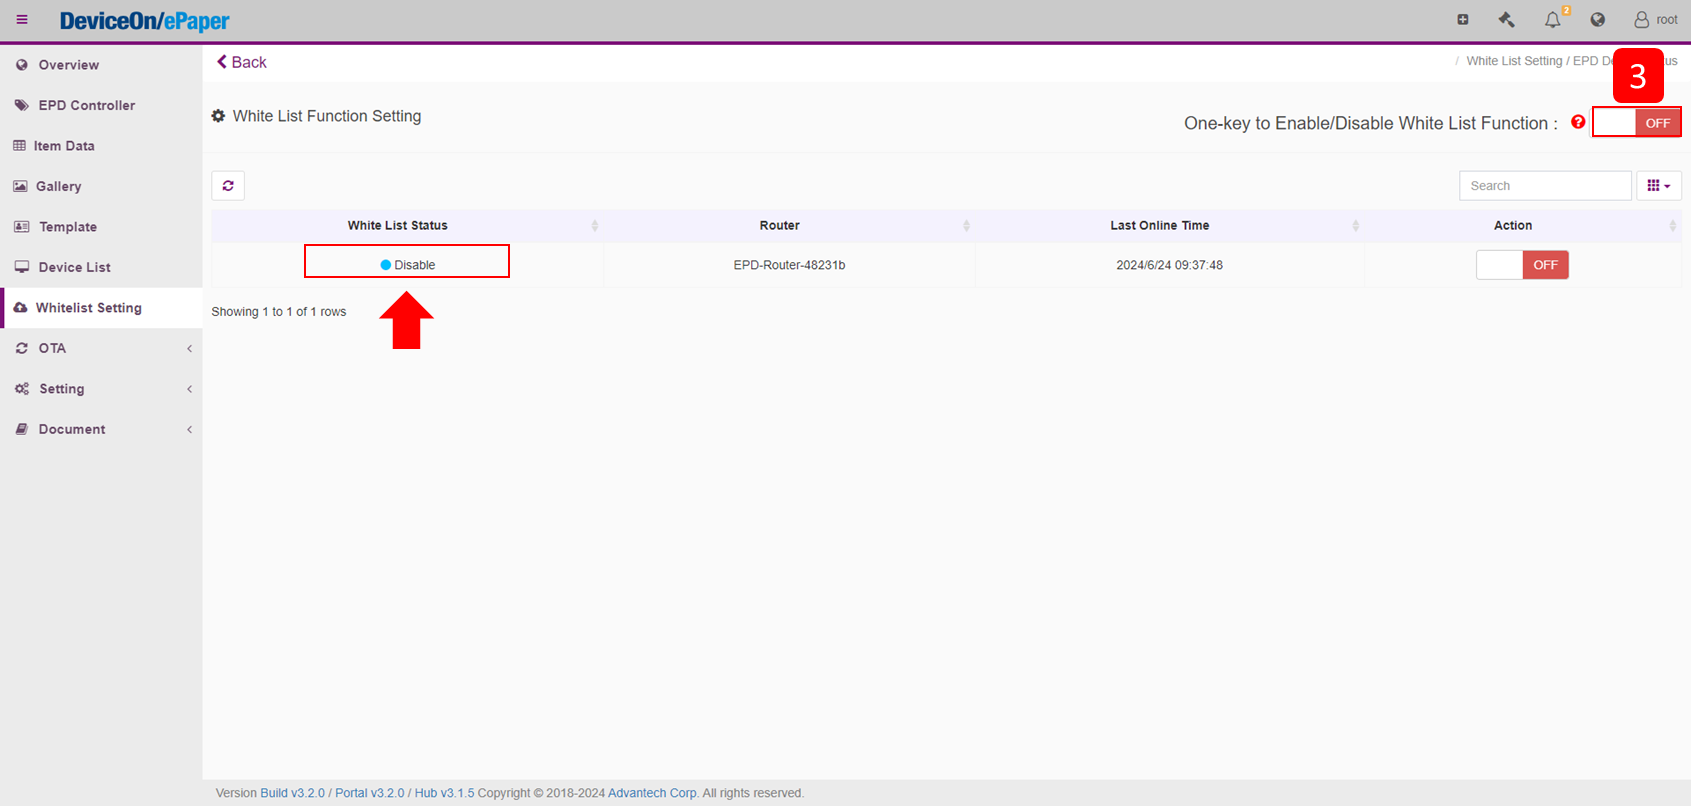 DeviceOn/ePaper
2
root
Overview
EPD Controller
Item Data
Gallery
Template
Device List
Whitelist Setting
OTA
Setting
Document
Back
/ White List Setting / EPD
3
White List Function Setting
One-key to Enable/Disable White List Function :
OFF
Search
White List Status Router Last Online Time Action
Disable EPD-Router-48231b 2024/6/24 09:37:48 OFF
Showing 1 to 1 of 1 rows
Version Build v3.2.0 / Portal v3.2.0 / Hub v3.1.5 Copyright © 2018-2024 Advantech Corp. All rights reserved.